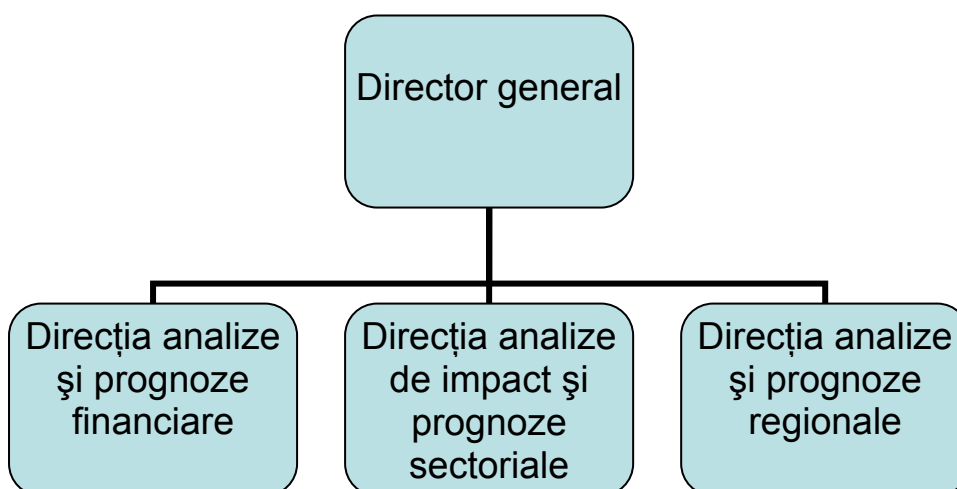 Director general
Direcția analize
şi prognoze
financiare
Direcția analize
de impact şi
prognoze
sectoriale
Direcția analize
şi prognoze
regionale